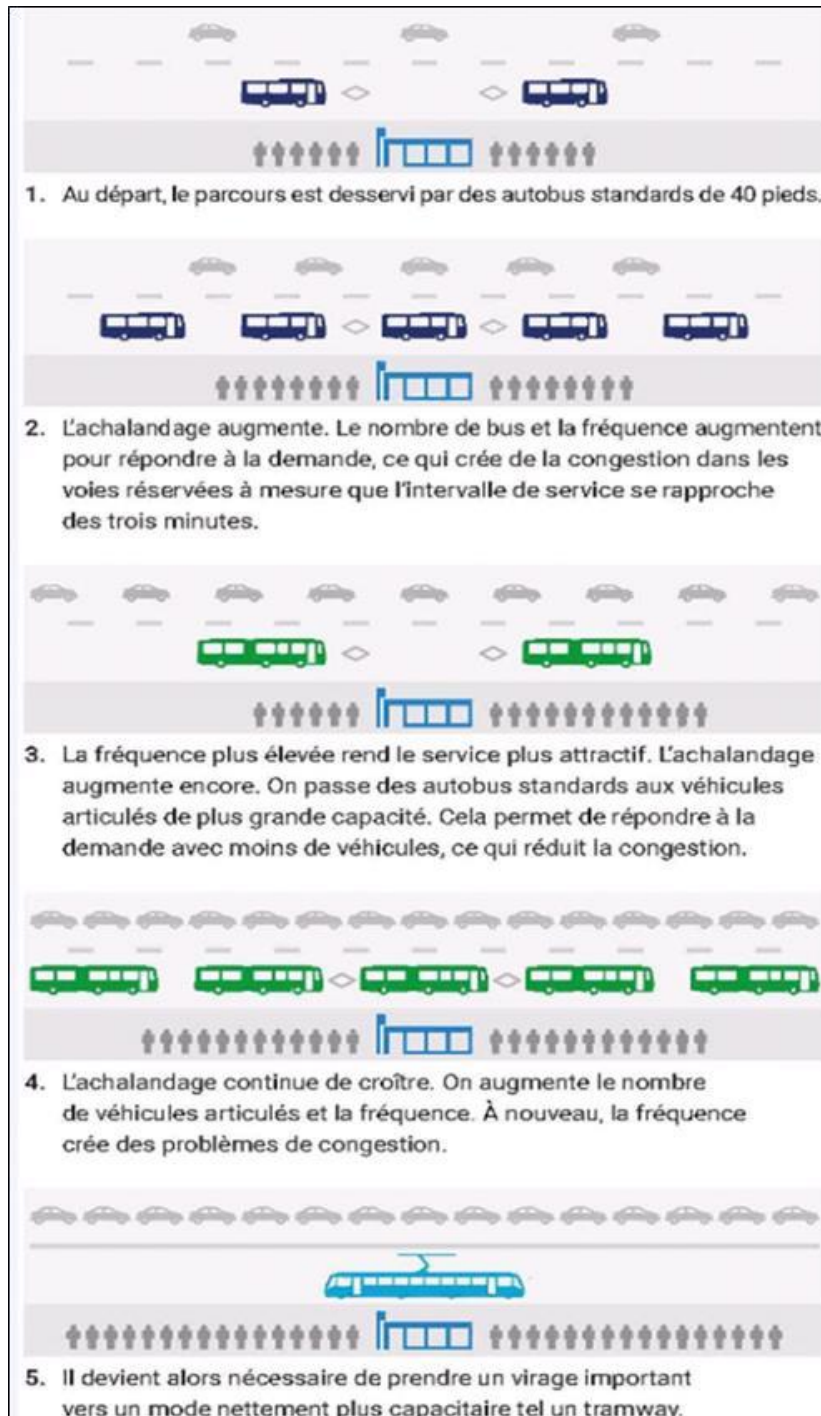 1. Au départ, le parcours est desservi par des autobus standards de 40 pieds.
2. L'achalandage augmente. Le nombre de bus et la fréquence augmentent
pour répondre à la demande, ce qui crée de la congestion dans les
voies réservées à mesure que l'intervalle de service se rapproche
des trois minutes.
3. La fréquence plus élevée rend le service plus attractif. L'achalandage
augmente encore. On passe des autobus standards aux véhicules
articulés de plus grande capacité. Cela permet de répondre à la
demande avec moins de véhicules, ce qui réduit la congestion.
4. L'achalandage continue de croître. On augmente le nombre
de véhicules articulés et la fréquence. À nouveau, la fréquence
crée des problèmes de congestion.
5. Il devient alors nécessaire de prendre un virage important
vers un mode nettement plus capacitaire tel un tramway.